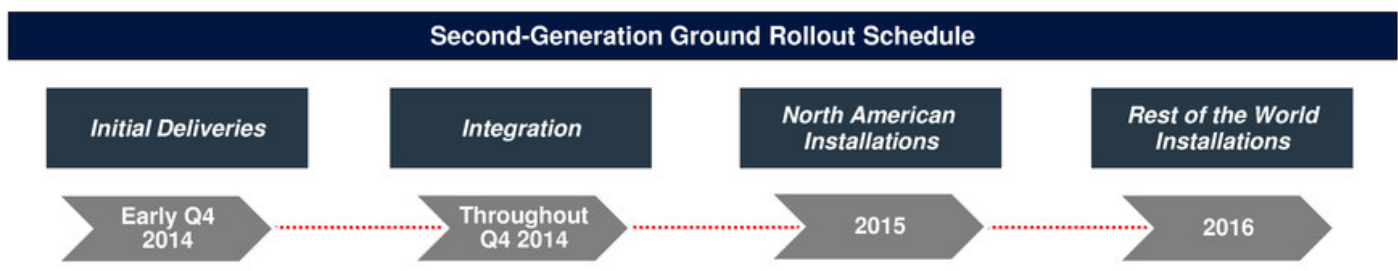 Second-Generation Ground Rollout Schedule
Initial Deliveries
Integration
North American
Installations
Rest of the World
Installations
Early Q4
2014
Throughout
Q4 2014
2015
2016